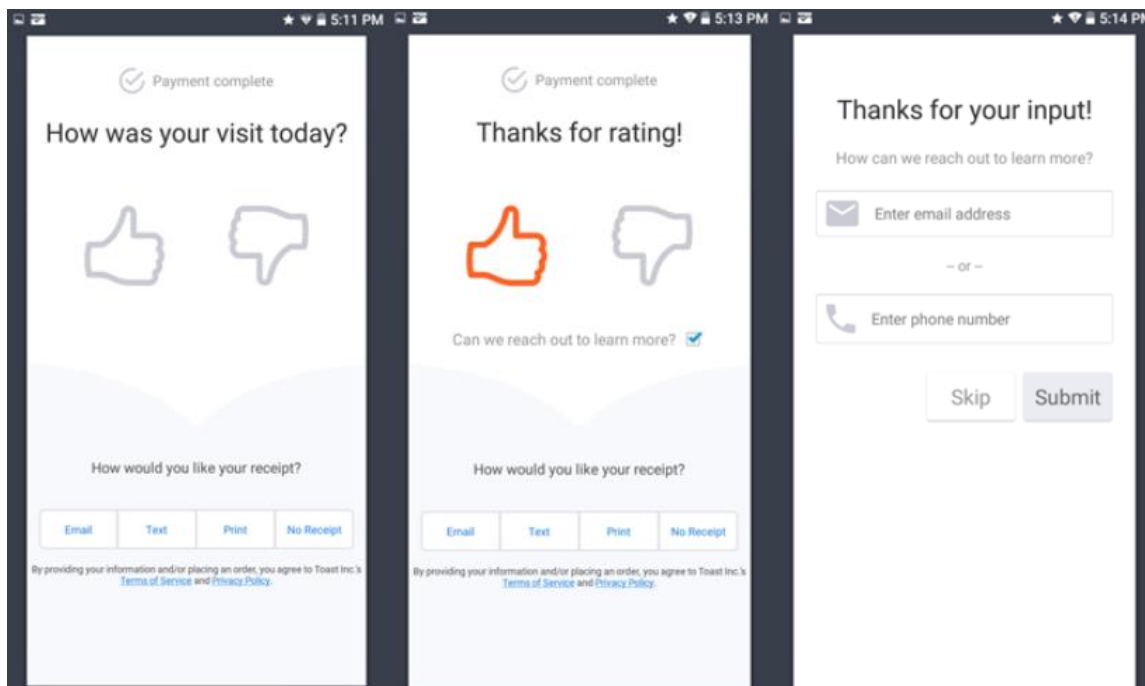 5:11 PM
Payment complete
How was your visit today?
How would you like your receipt?
Email Text Print No Receipt
By providing your information and/or placing an order, you agree to Toast Inc.'s
Terms of Service and Privacy Policy.
5:13 PM
Payment complete
Thanks for rating!
Can we reach out to learn more?
How would you like your receipt?
Email Text Print No Receipt
By providing your information and/or placing an order, you agree to Toast Inc.'s
Terms of Service and Privacy Policy.
5:14 PM
Thanks for your input!
How can we reach out to learn more?
Enter email address
– or –
Enter phone number
Skip Submit